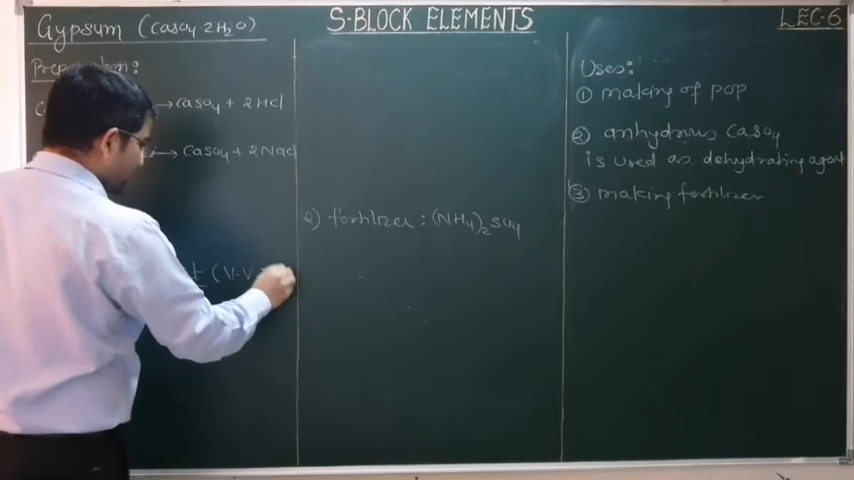 S-BLOCK ELEMENTS
LEC-6
Gypsum (CaSO4·2H2O)
→ CaSO4 + 2HCl
→ CaSO4 + 2NaCl
(V.V
2) fertilizer : (NH4)2SO4
Uses:
① making of pop
② anhydrous CaSO4
is used as dehydrating agent
③ making fertilizer